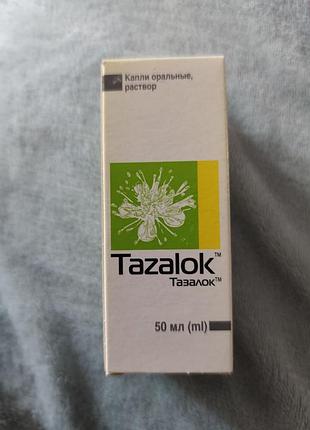 Капли оральные,
раствор
Tazalok™
Тазалок™
50 мл (ml)